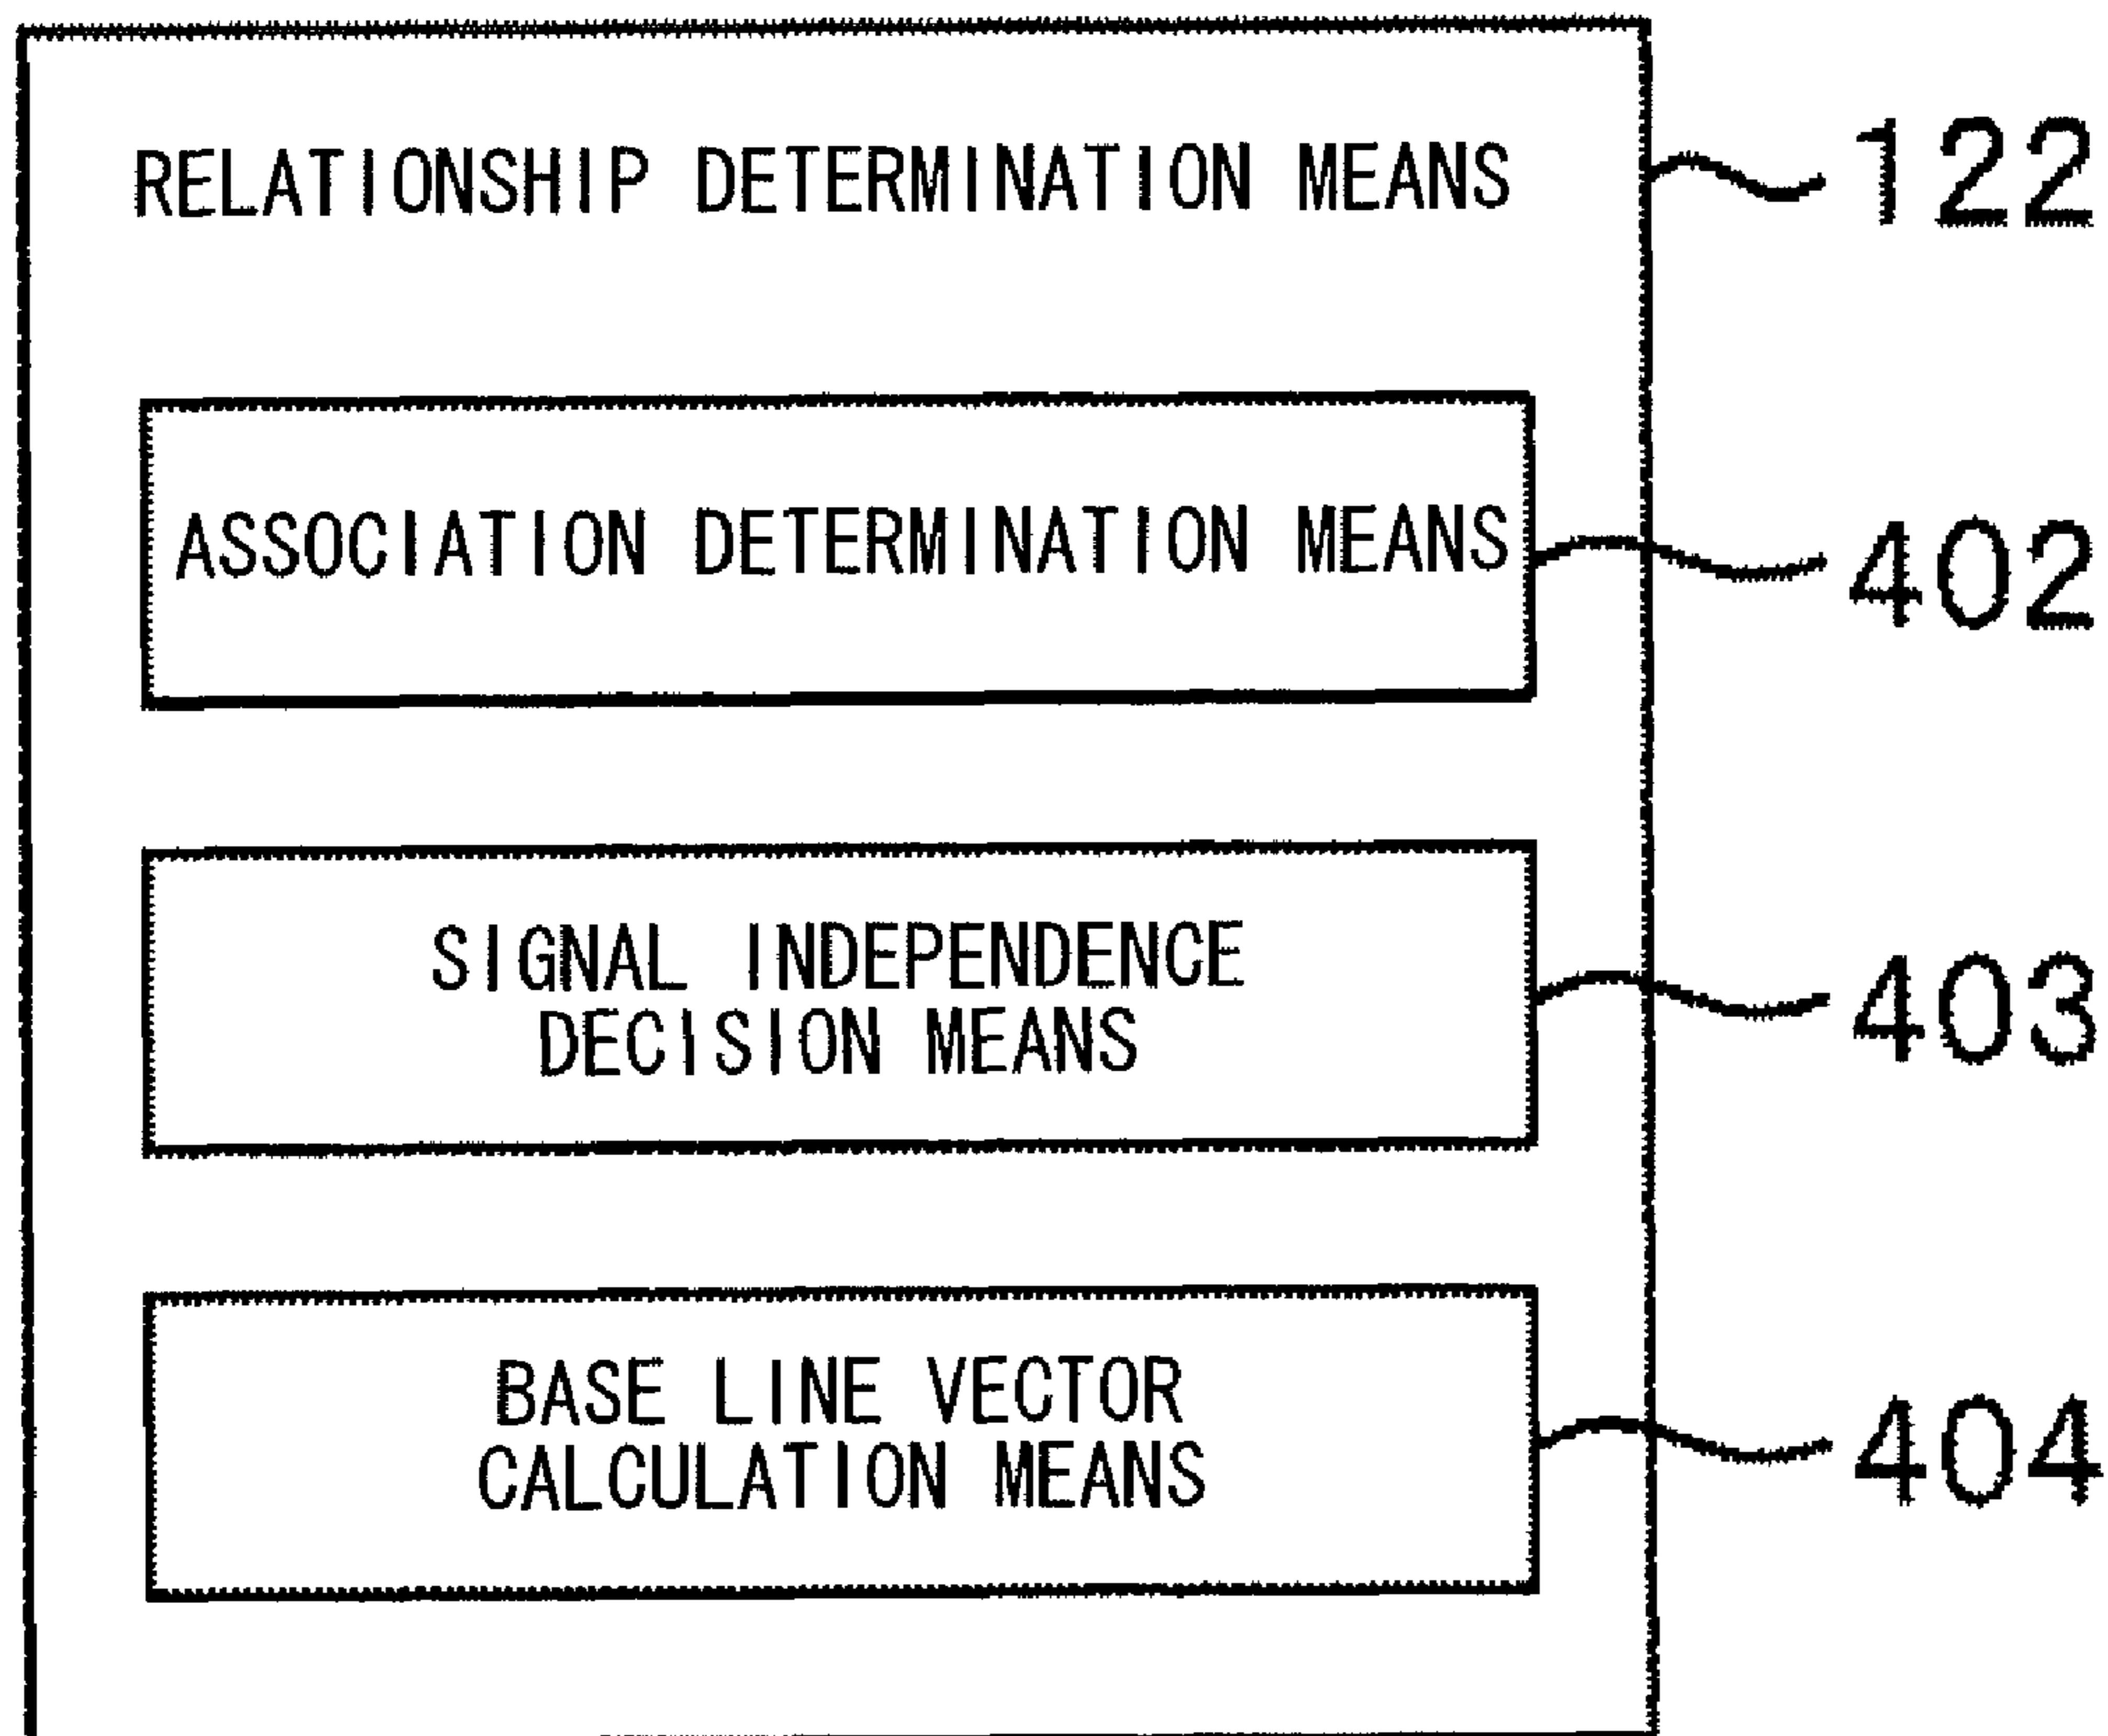 RELATIONSHIP DETERMINATION MEANS
122
ASSOCIATION DETERMINATION MEANS
402
SIGNAL INDEPENDENCE
DECISION MEANS
403
BASE LINE VECTOR
CALCULATION MEANS
404